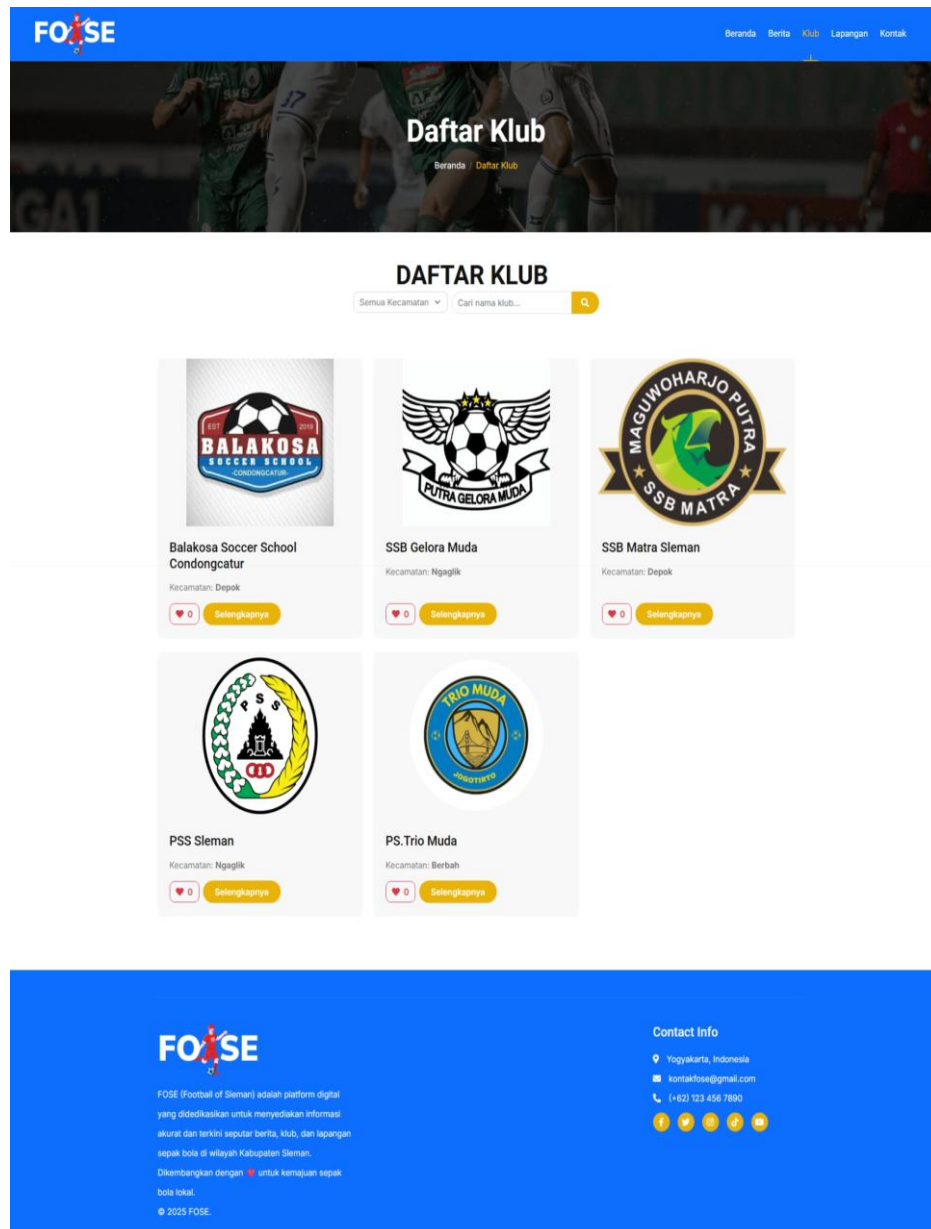 FOSE
Beranda Berita Klub Lapangan Kontak
Daftar Klub
Beranda / Daftar Klub
GA1
DAFTAR KLUB
Semua Kecamatan
Cari nama klub...
EST 2019
BALAKOSA
SOCCER SCHOOL
-CONDONGCATUR-
PUTRA GELORA MUDA
MAGUWOHARJO PUTRA
SSB MATRA
Balakosa Soccer School
Condongcatur
Kecamatan: Depok
0 Selengkapnya
SSB Gelora Muda
Kecamatan: Ngaglik
0 Selengkapnya
SSB Matra Sleman
Kecamatan: Depok
0 Selengkapnya
PSS
TRIO MUDA
JOGOTIRTO
PSS Sleman
Kecamatan: Ngaglik
0 Selengkapnya
PS.Trio Muda
Kecamatan: Berbah
0 Selengkapnya
FOSE
FOSE (Football of Sleman) adalah platform digital
yang didedikasikan untuk menyediakan informasi
akurat dan terkini seputar berita, klub, dan lapangan
sepak bola di wilayah Kabupaten Sleman.
Dikembangkan dengan ❤ untuk kemajuan sepak
bola lokal.
© 2025 FOSE.
Contact Info
Yogyakarta, Indonesia
kontakfose@gmail.com
(+62) 123 456 7890